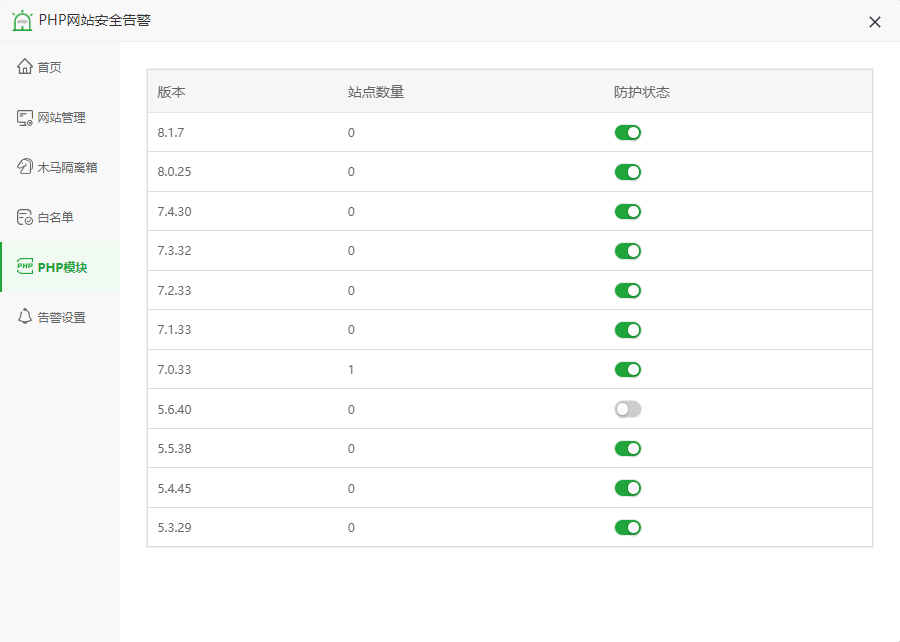 PHP网站安全告警
首页
网站管理
木马隔离箱
白名单
PHP模块
告警设置
版本 站点数量 防护状态
8.1.7 0
8.0.25 0
7.4.30 0
7.3.32 0
7.2.33 0
7.1.33 0
7.0.33 1
5.6.40 0
5.5.38 0
5.4.45 0
5.3.29 0